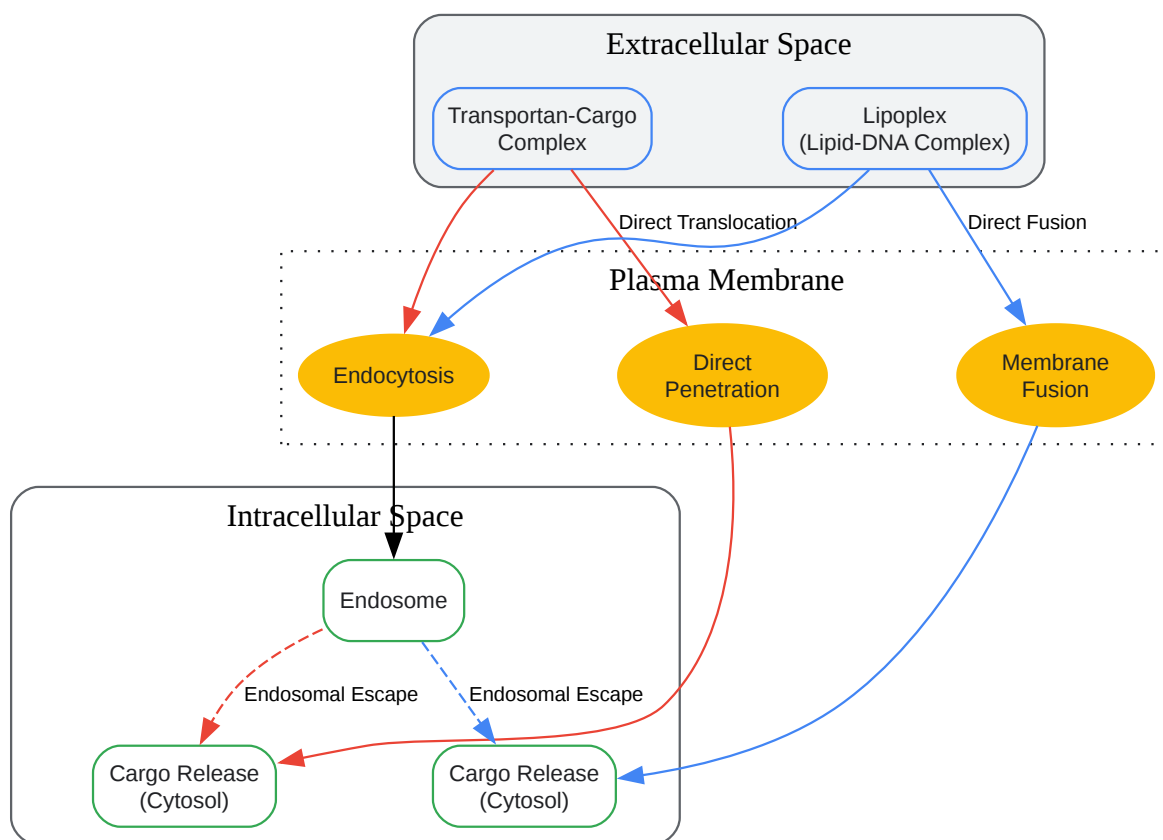 Extracellular Space
Transportan-Cargo
Complex
Lipoplex
(Lipid-DNA Complex)
Direct Translocation
Direct Fusion
Plasma Membrane
Endocytosis
Direct
Penetration
Membrane
Fusion
Intracellular Space
Endosome
Endosomal Escape
Endosomal Escape
Cargo Release
(Cytosol)
Cargo Release
(Cytosol)